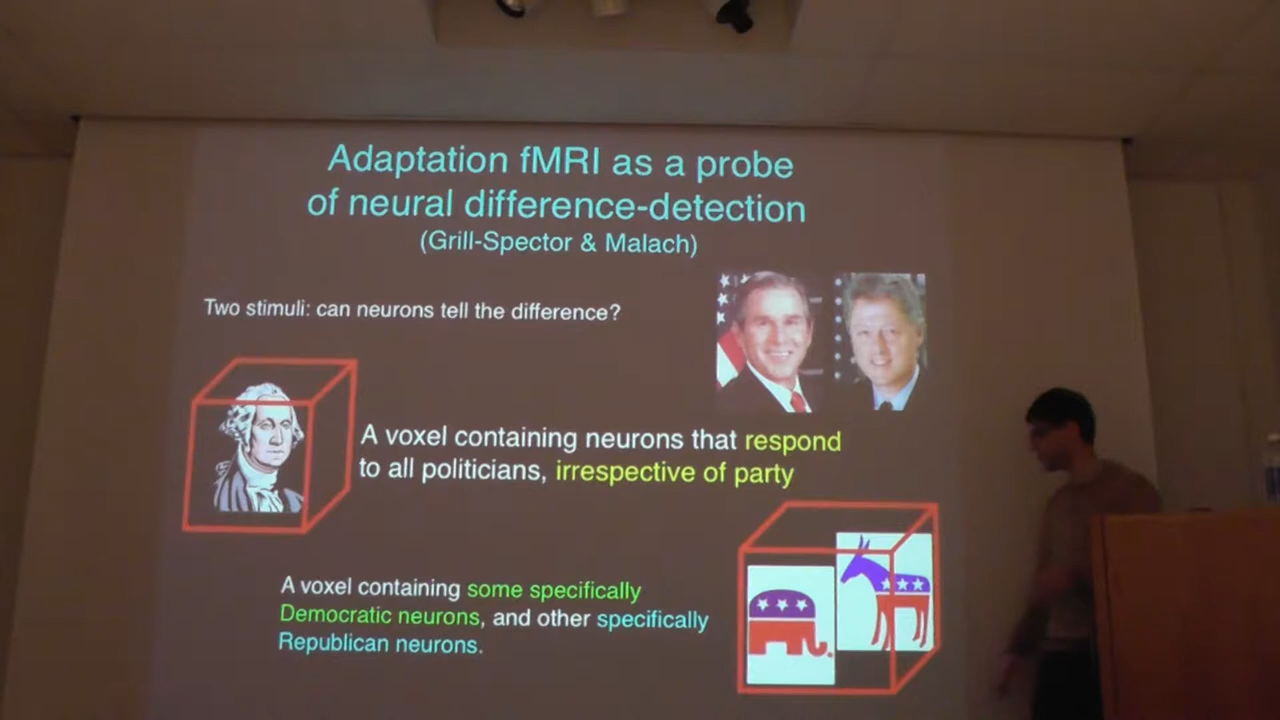 Adaptation fMRI as a probe
of neural difference-detection
(Grill-Spector & Malach)
Two stimuli: can neurons tell the difference?
A voxel containing neurons that respond
to all politicians, irrespective of party
A voxel containing some specifically
Democratic neurons, and other specifically
Republican neurons.